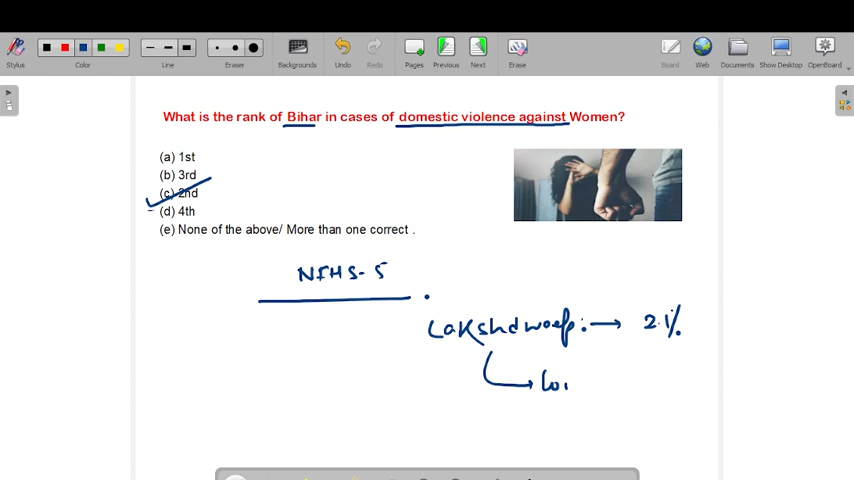 Stylus
Color
Line
Eraser
Backgrounds
Undo
Redo
Pages
Previous
Next
Erase
Board
Web
Documents
Show Desktop
OpenBoard
What is the rank of Bihar in cases of domestic violence against Women?
(a) 1st
(b) 3rd
(c) 2nd
(d) 4th
(e) None of the above/ More than one correct .
NFHS-5
Lakshdweep: → 2.1%